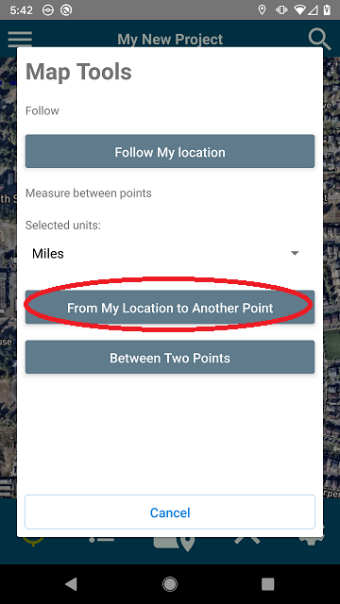 5:42
My New Project
Map Tools
Follow
Follow My location
Measure between points
Selected units:
Miles
From My Location to Another Point
Between Two Points
Cancel